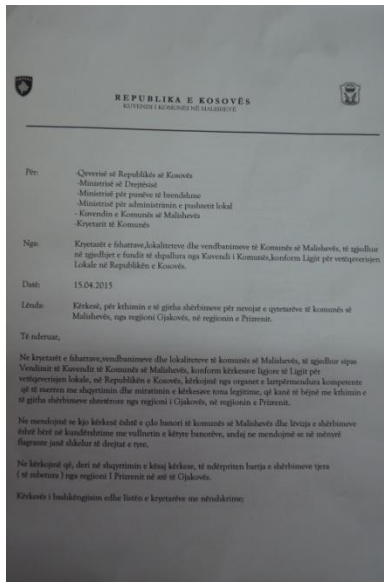 REPUBLIKA E KOSOVËS
KUVENDI I KOMUNËS NË MALISHEVË
Për: -Qeverisë së Republikës së Kosovës
-Ministrisë së Drejtësisë
-Ministrisë për punëve të brendshme
-Ministrisë për administrimin e pushtetit lokal
- Kuvendin e Komunës së Malishevës
-Kryetarit të Komunës
Nga: Kryetarët e fshatrave,lokaliteteve dhe vendbanimeve të Komunës së Malishevës, të zgjedhur
në zgjedhjet e fundit të shpallura nga Kuvendi i Komunës,konform Ligjit për vetëqeverisjen
Lokale në Republikën e Kosovës.
Datë: 15.04.2015
Lënda: Kërkesë, për kthimin e të gjitha shërbimeve për nevojat e qytetarëve të komunës së
Malishevës, nga regjioni Gjakovës, në regjionin e Prizrenit.
Të nderuar,
Ne kryetarët e fshatrave,vendbanimeve dhe lokaliteteve të komunës së Malishevës, të zgjedhur sipas
Vendimit të Kuvendit të Komunës së Malishevës, konform kërkesave ligjore të Ligjit për
vetëqeverisjen lokale, në Republikën e Kosovës, kërkojmë nga organet e lartpërmendura kompetente
që të merren me shqyrtimin dhe miratimin e kërkesave tona legjitime, që kanë të bëjnë me kthimin e
të gjitha shërbimeve shtetërore nga regjioni i Gjakovës, në regjionin e Prizrenit.
Ne mendojmë se kjo kërkesë është e çdo banori të komunës së Malishevës dhe lëvizja e shërbimeve
është bërë në kundërshtim me vullnetin e këtyre banorëve, andaj ne mendojmë se në mënyrë
flagrante janë shkelur të drejtat e tyre.
Ne kërkojmë që, deri në shqyrtimin e kësaj kërkese, të ndërpriten bartja e shërbimeve tjera
( të mbetura ) nga regjioni I Prizrenit në atë të Gjakovës.
Kërkesës i bashkëngjisim edhe listën e kryetarëve me nënshkrime;